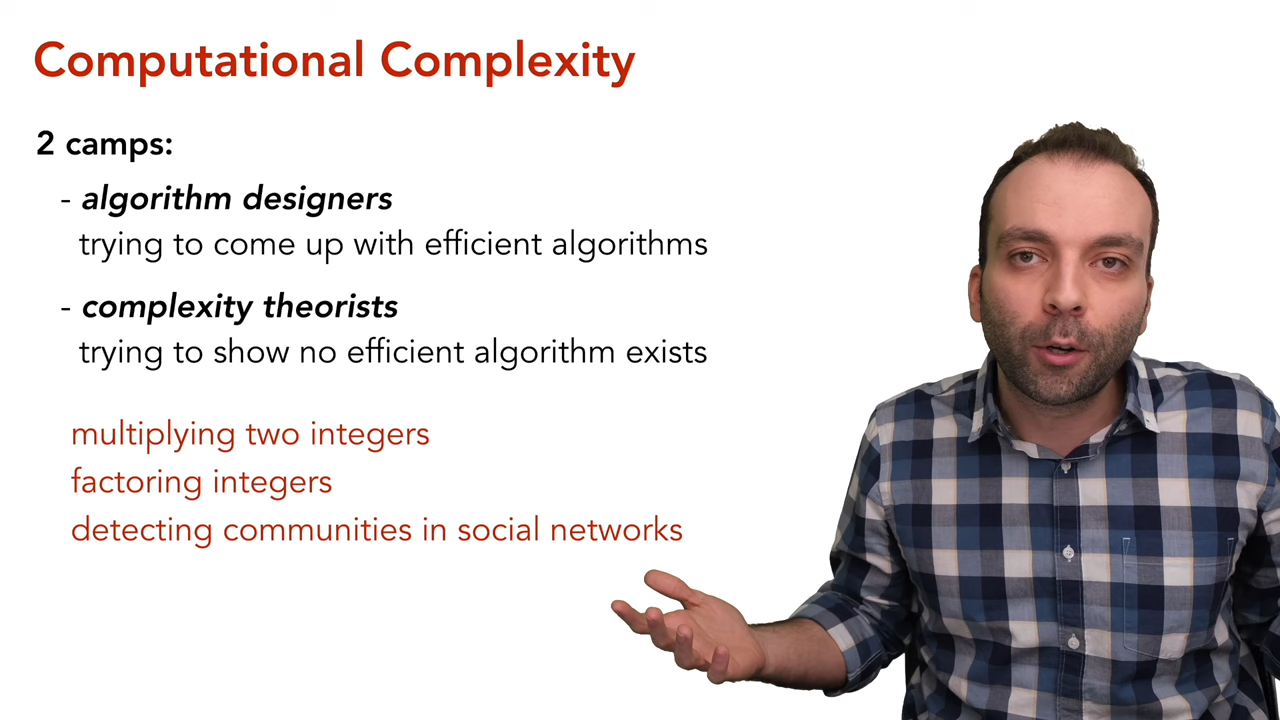 Computational Complexity
2 camps:
- algorithm designers
trying to come up with efficient algorithms
- complexity theorists
trying to show no efficient algorithm exists
multiplying two integers
factoring integers
detecting communities in social networks